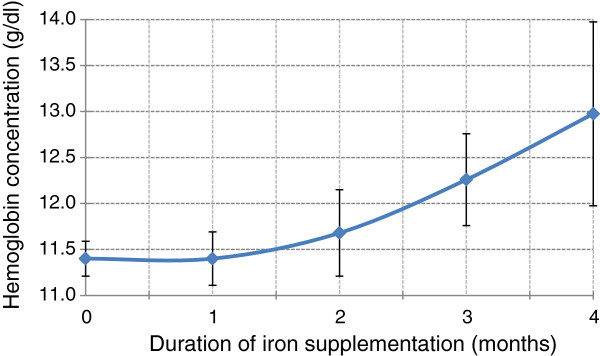 Hemoglobin concentration (g/dl)
14.0
13.5
13.0
12.5
12.0
11.5
11.0
0 1 2 3 4
Duration of iron supplementation (months)